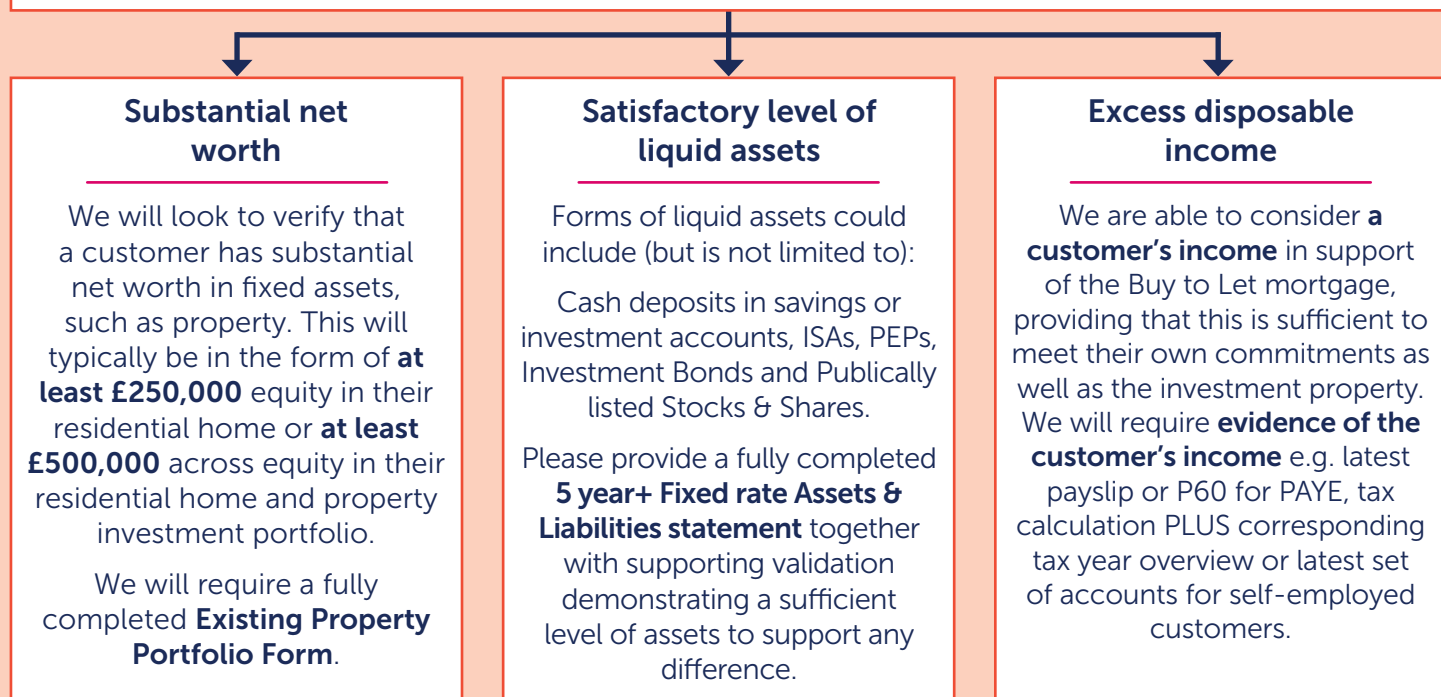 Substantial net
worth
We will look to verify that
a customer has substantial
net worth in fixed assets,
such as property. This will
typically be in the form of at
least £250,000 equity in their
residential home or at least
£500,000 across equity in their
residential home and property
investment portfolio.
We will require a fully
completed Existing Property
Portfolio Form.
Satisfactory level of
liquid assets
Forms of liquid assets could
include (but is not limited to):
Cash deposits in savings or
investment accounts, ISAs, PEPs,
Investment Bonds and Publically
listed Stocks & Shares.
Please provide a fully completed
5 year+ Fixed rate Assets &
Liabilities statement together
with supporting validation
demonstrating a sufficient
level of assets to support any
difference.
Excess disposable
income
We are able to consider a
customer's income in support
of the Buy to Let mortgage,
providing that this is sufficient to
meet their own commitments as
well as the investment property.
We will require evidence of the
customer's income e.g. latest
payslip or P60 for PAYE, tax
calculation PLUS corresponding
tax year overview or latest set
of accounts for self-employed
customers.